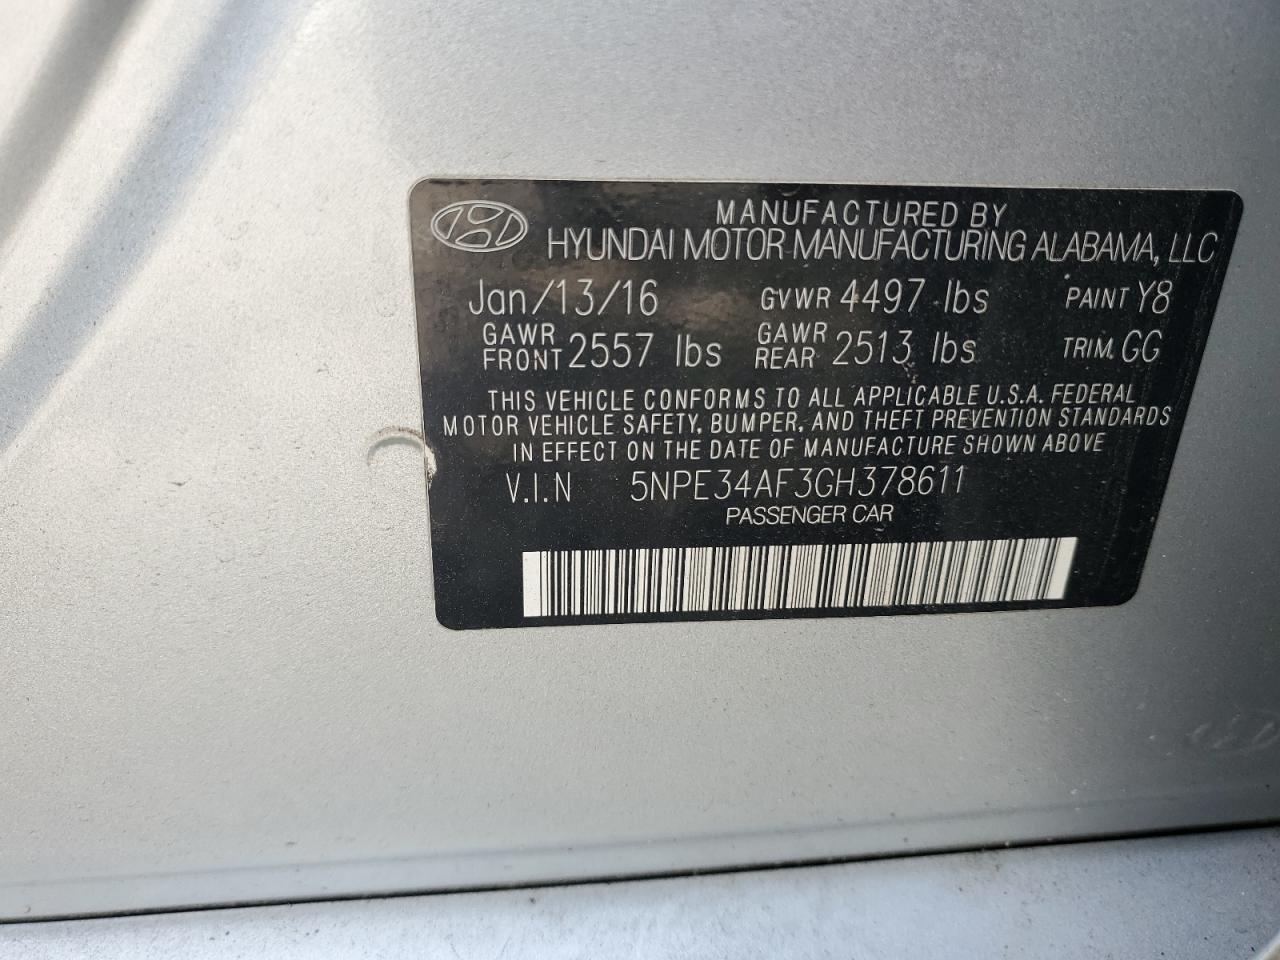 MANUFACTURED BY
HYUNDAI MOTOR MANUFACTURING ALABAMA, LLC
Jan/13/16 GVWR 4497 lbs PAINT Y8
GAWR FRONT 2557 lbs GAWR REAR 2513 lbs TRIM. GG
THIS VEHICLE CONFORMS TO ALL APPLICABLE U.S.A. FEDERAL
MOTOR VEHICLE SAFETY, BUMPER, AND THEFT PREVENTION STANDARDS
IN EFFECT ON THE DATE OF MANUFACTURE SHOWN ABOVE
V.I.N 5NPE34AF3GH378611
PASSENGER CAR